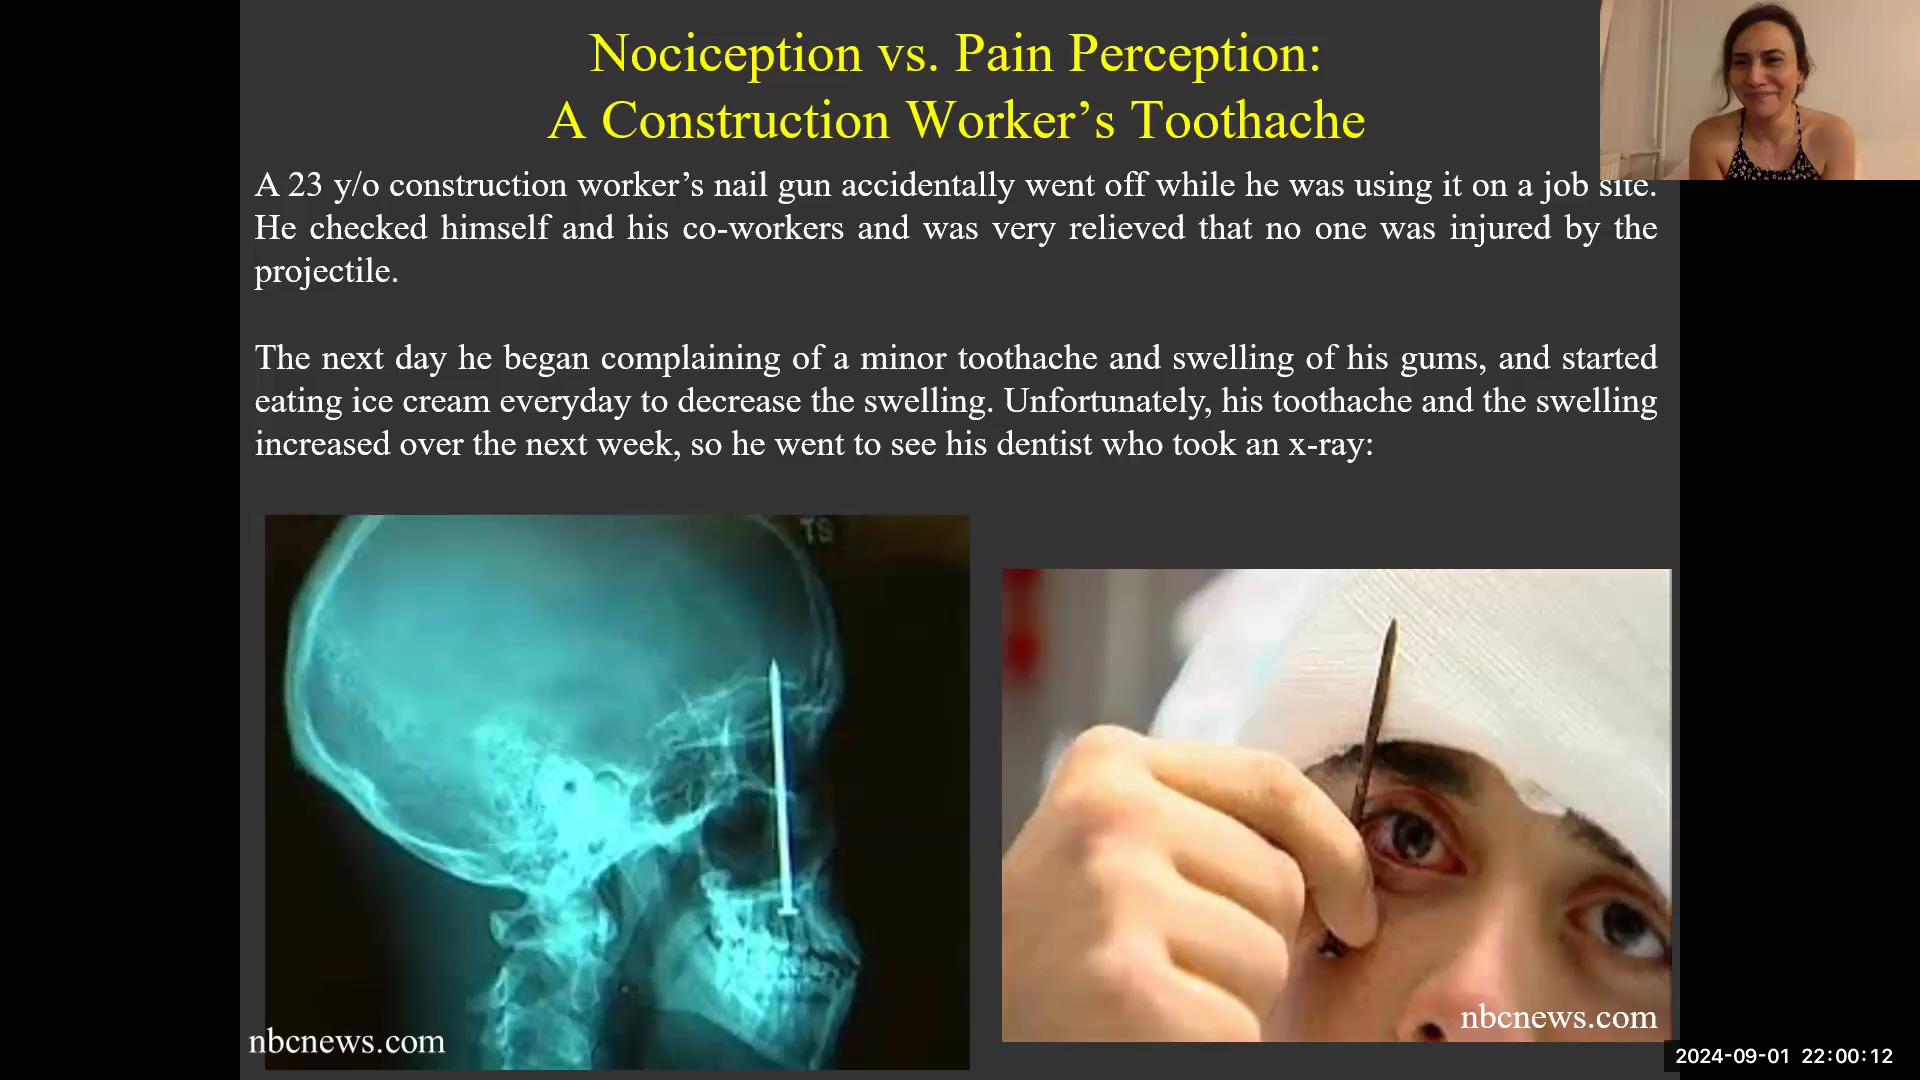 Nociception vs. Pain Perception:
A Construction Worker’s Toothache
A 23 y/o construction worker’s nail gun accidentally went off while he was using it on a job site.
He checked himself and his co-workers and was very relieved that no one was injured by the
projectile.
The next day he began complaining of a minor toothache and swelling of his gums, and started
eating ice cream everyday to decrease the swelling. Unfortunately, his toothache and the swelling
increased over the next week, so he went to see his dentist who took an x-ray:
TS
nbcnews.com
nbcnews.com
2024-09-01 22:00:12